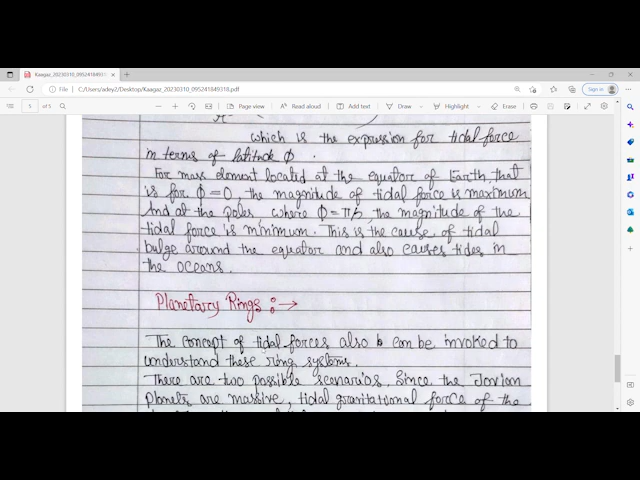 Kaagaz_20230310_095241849318.p
File
C:/Users/adey2/Desktop/Kaagaz_20230310_095241849318.pdf
Sign in
5 of 5
Page view
Read aloud
Add text
Draw
Highlight
Erase
which is the expression for tidal force
in terms of latitude ϕ .
For mass element located at the equator of Earth that
is for ϕ=0, the magnitude of tidal force is maximum
And at the poles, where ϕ=π/2, the magnitude of the
tidal force is minimum. This is the cause of tidal
bulge around the equator and also causes tides in
the oceans.
Planetary Rings :→
The concept of tidal forces also can be invoked to
understand these ring systems.
There are two possible scenarios. Since the Jovian
planets are massive, tidal gravitational force of the